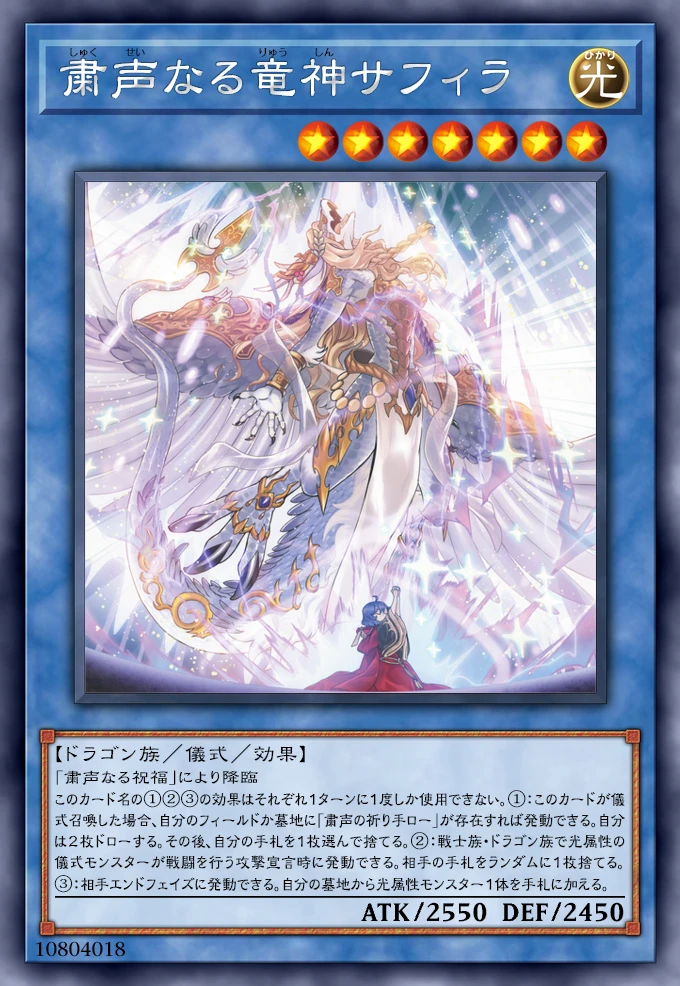 しゅく せい りゅう しん
粛声なる竜神サフィラ
ひかり
光
【ドラゴン族／儀式／効果】
「粛声なる祝福」により降臨
このカード名の①②③の効果はそれぞれ1ターンに1度しか使用できない。①：このカードが儀
式召喚した場合、自分のフィールドか墓地に「粛声の祈り手ロー」が存在すれば発動できる。自分
は2枚ドローする。その後、自分の手札を1枚選んで捨てる。②：戦士族・ドラゴン族で光属性の
儀式モンスターが戦闘を行う攻撃宣言時に発動できる。相手の手札をランダムに1枚捨てる。
③：相手エンドフェイズに発動できる。自分の墓地から光属性モンスター1体を手札に加える。
ATK/2550 DEF/2450
10804018